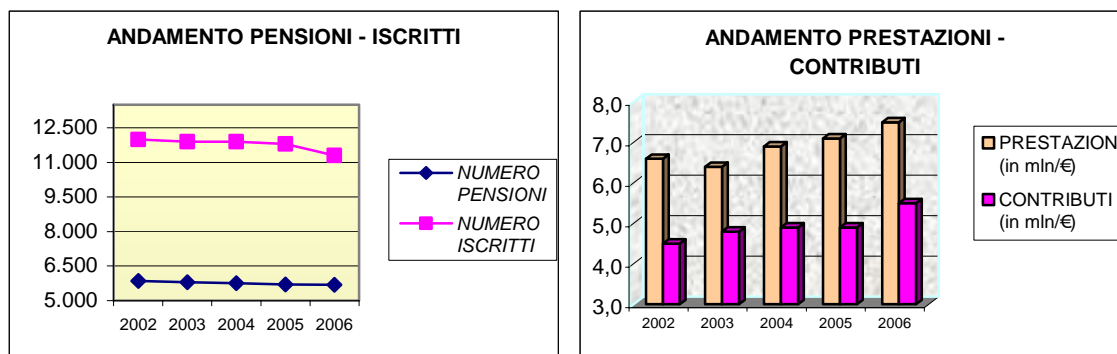 ANDAMENTO PENSIONI - ISCRITTI
12.500
11.000
9.500
8.000
6.500
5.000
2002 2003 2004 2005 2006
NUMERO
PENSIONI
NUMERO
ISCRITTI
ANDAMENTO PRESTAZIONI -
CONTRIBUTI
8,0
7,0
6,0
5,0
4,0
3,0
2002 2003 2004 2005 2006
PRESTAZION
(in mln/€)
CONTRIBUTI
(in mln/€)